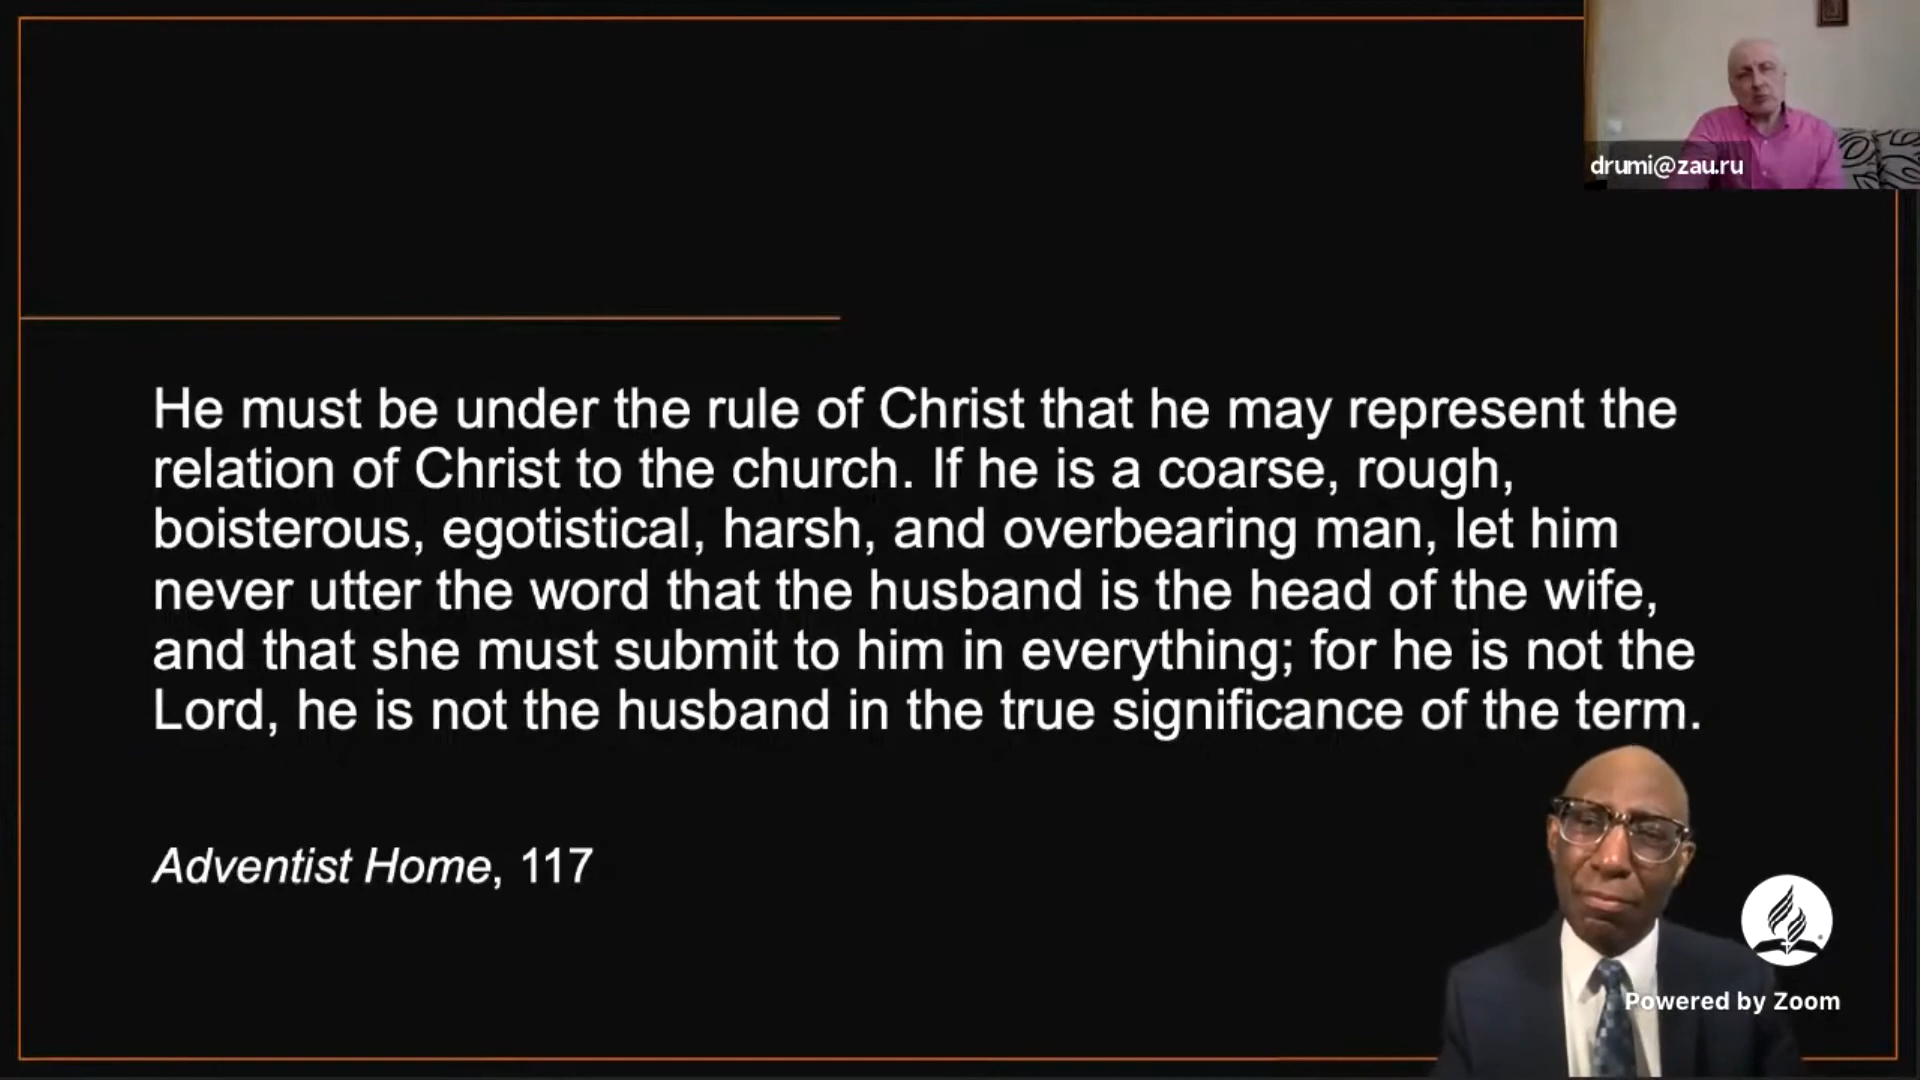 drumi@zau.ru
He must be under the rule of Christ that he may represent the
relation of Christ to the church. If he is a coarse, rough,
boisterous, egotistical, harsh, and overbearing man, let him
never utter the word that the husband is the head of the wife,
and that she must submit to him in everything; for he is not the
Lord, he is not the husband in the true significance of the term.
Adventist Home, 117
Powered by Zoom